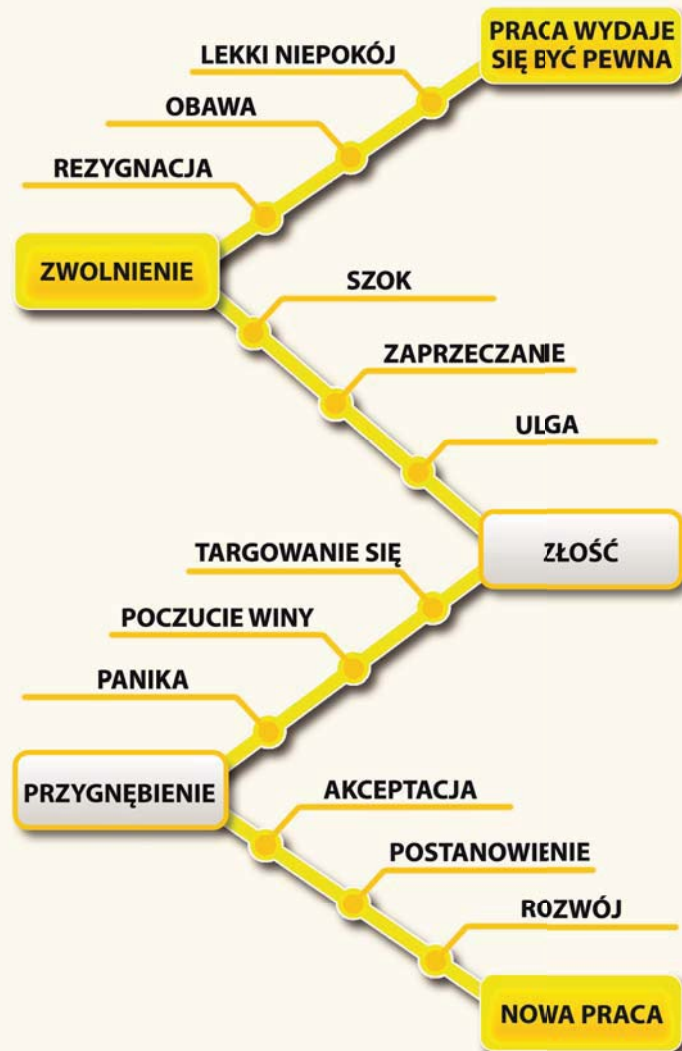 PRACA WYDAJE
SIĘ BYĆ PEWNA
LEKKI NIEPOKÓJ
OBAWA
REZYGNACJA
ZWOLNIENIE
SZOK
ZAPRZECZANIE
ULGA
ZŁOŚĆ
TARGOWANIE SIĘ
POCZUCIE WINY
PANIKA
PRZYGNĘBIENIE
AKCEPTACJA
POSTANOWIENIE
ROZWÓJ
NOWA PRACA